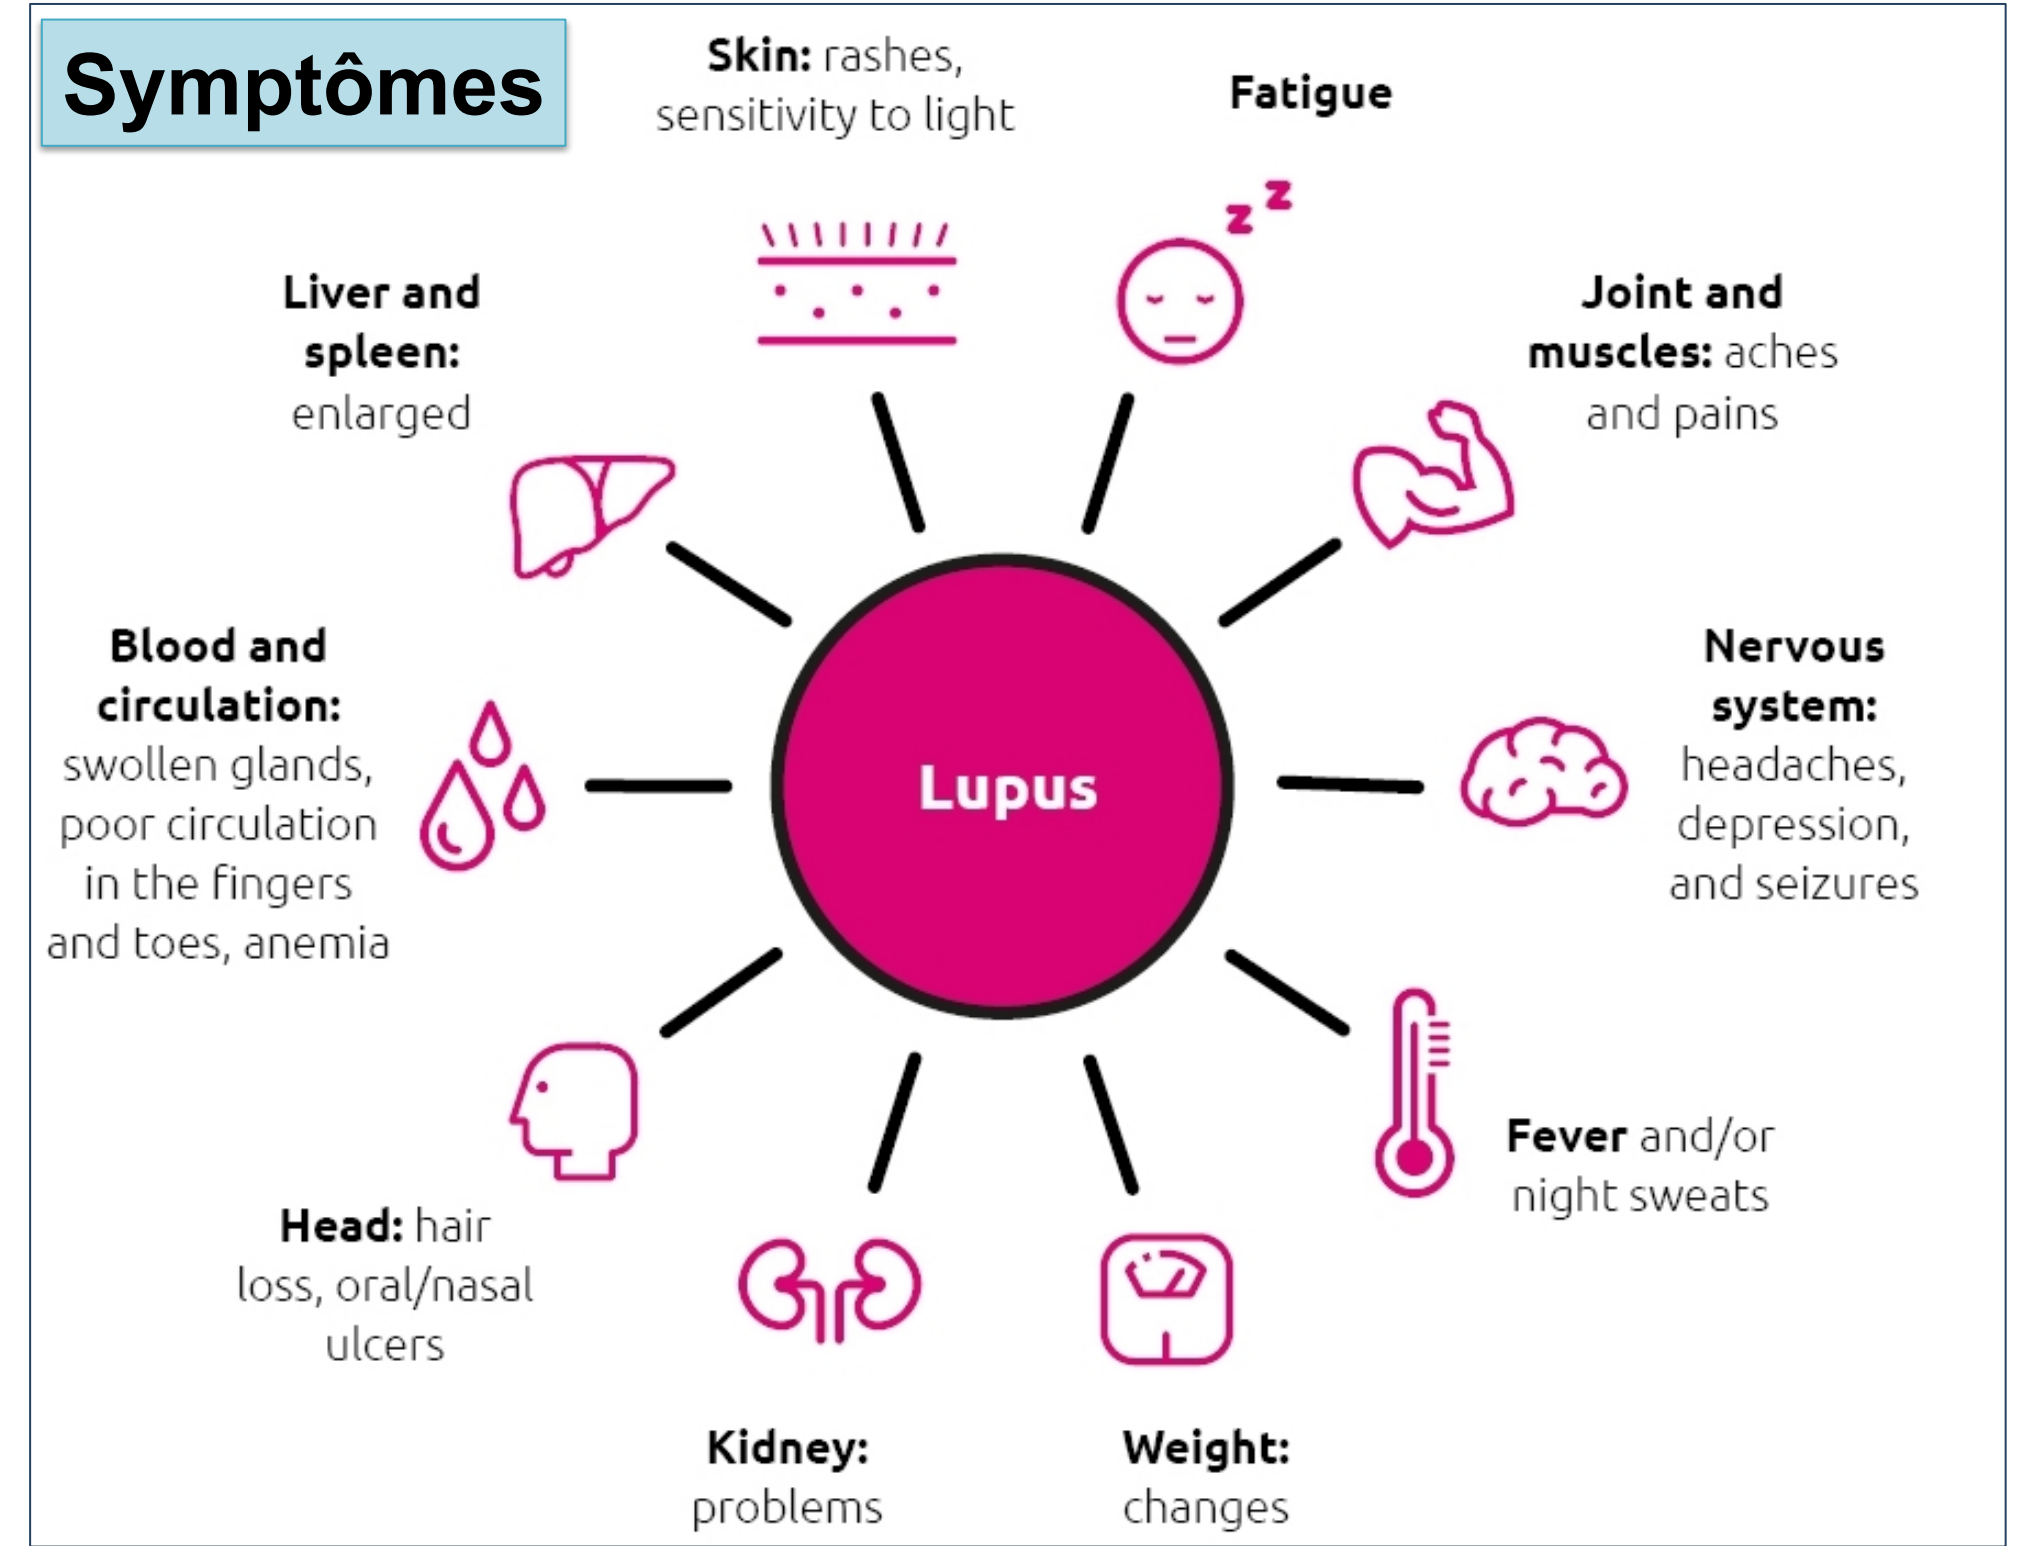 Symptômes
Skin: rashes,
sensitivity to light
Fatigue
z z
Joint and
muscles: aches
and pains
Nervous
system:
headaches,
depression,
and seizures
Fever and/or
night sweats
Weight:
changes
Kidney:
problems
Head: hair
loss, oral/nasal
ulcers
Blood and
circulation:
swollen glands,
poor circulation
in the fingers
and toes, anemia
Liver and
spleen:
enlarged
Lupus